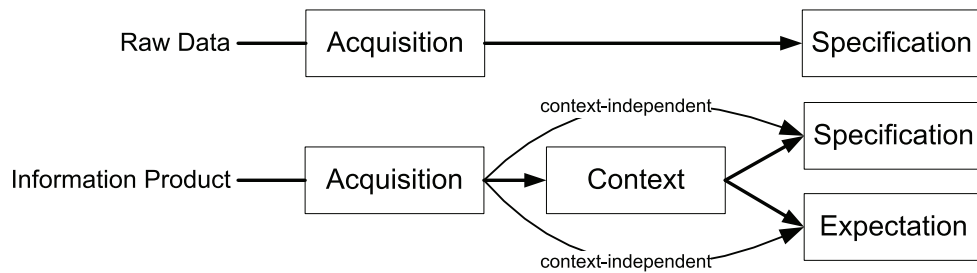 Raw Data
Acquisition
Specification
context-independent
Specification
Information Product
Acquisition
Context
Expectation
context-independent